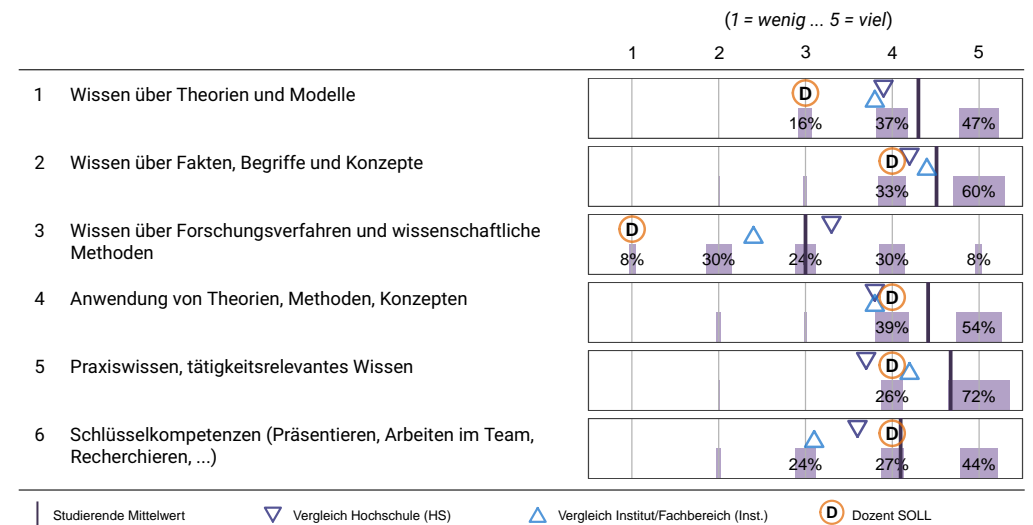 (1 = wenig ... 5 = viel)
1 2 3 4 5
1 Wissen über Theorien und Modelle
D
16% 37% 47%
2 Wissen über Fakten, Begriffe und Konzepte
D
33% 60%
3 Wissen über Forschungsverfahren und wissenschaftliche
Methoden
D
8% 30% 24% 30% 8%
4 Anwendung von Theorien, Methoden, Konzepten
D
39% 54%
5 Praxiswissen, tätigkeitsrelevantes Wissen
D
26% 72%
6 Schlüsselkompetenzen (Präsentieren, Arbeiten im Team,
Recherchieren, ...)
D
24% 27% 44%
Studierende Mittelwert Vergleich Hochschule (HS) Vergleich Institut/Fachbereich (Inst.) D Dozent SOLL